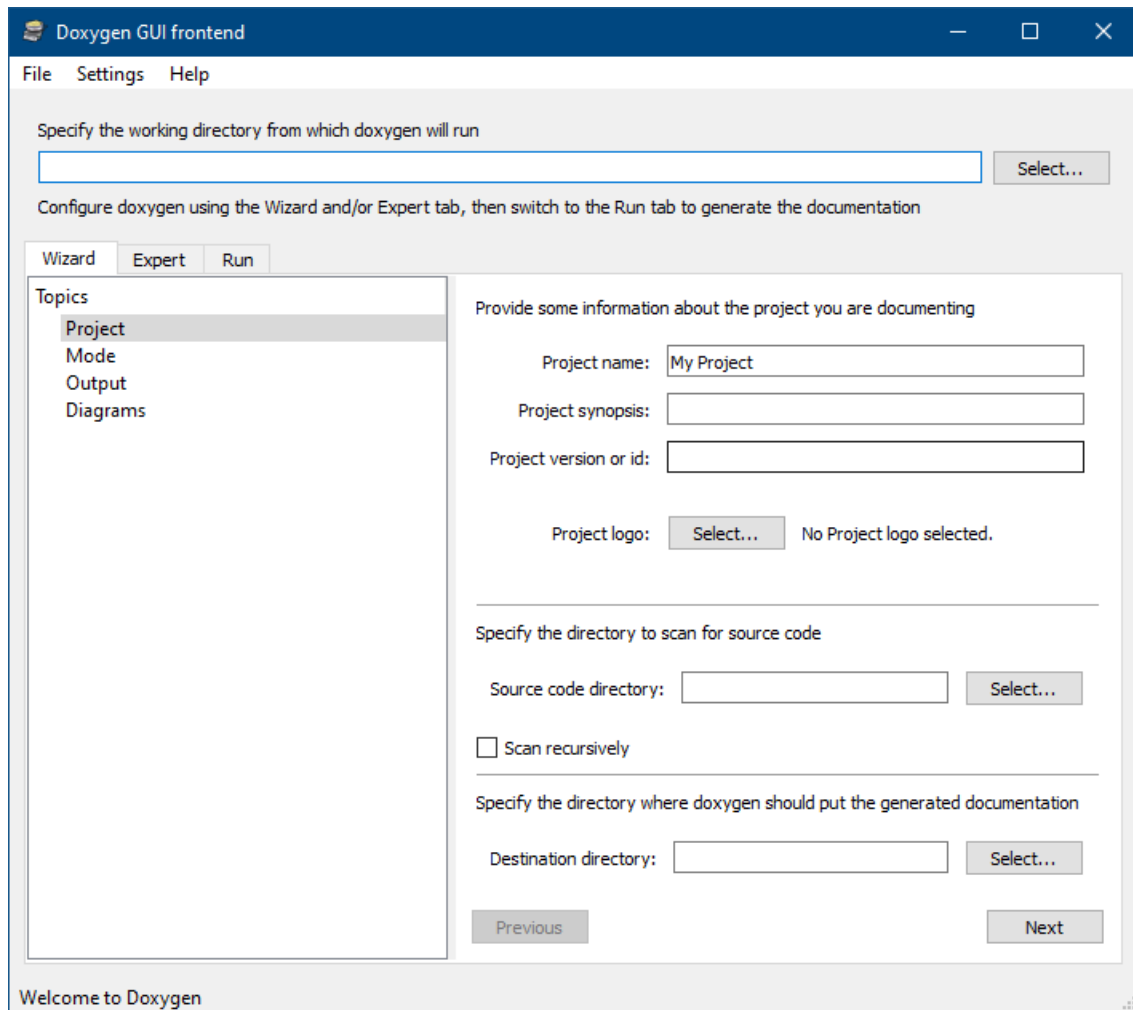 Doxygen GUI frontend
File Settings Help
Specify the working directory from which doxygen will run
Select...
Configure doxygen using the Wizard and/or Expert tab, then switch to the Run tab to generate the documentation
Wizard Expert Run
Topics
Project
Mode
Output
Diagrams
Provide some information about the project you are documenting
Project name: My Project
Project synopsis:
Project version or id:
Project logo: Select... No Project logo selected.
Specify the directory to scan for source code
Source code directory: Select...
Scan recursively
Specify the directory where doxygen should put the generated documentation
Destination directory: Select...
Previous Next
Welcome to Doxygen